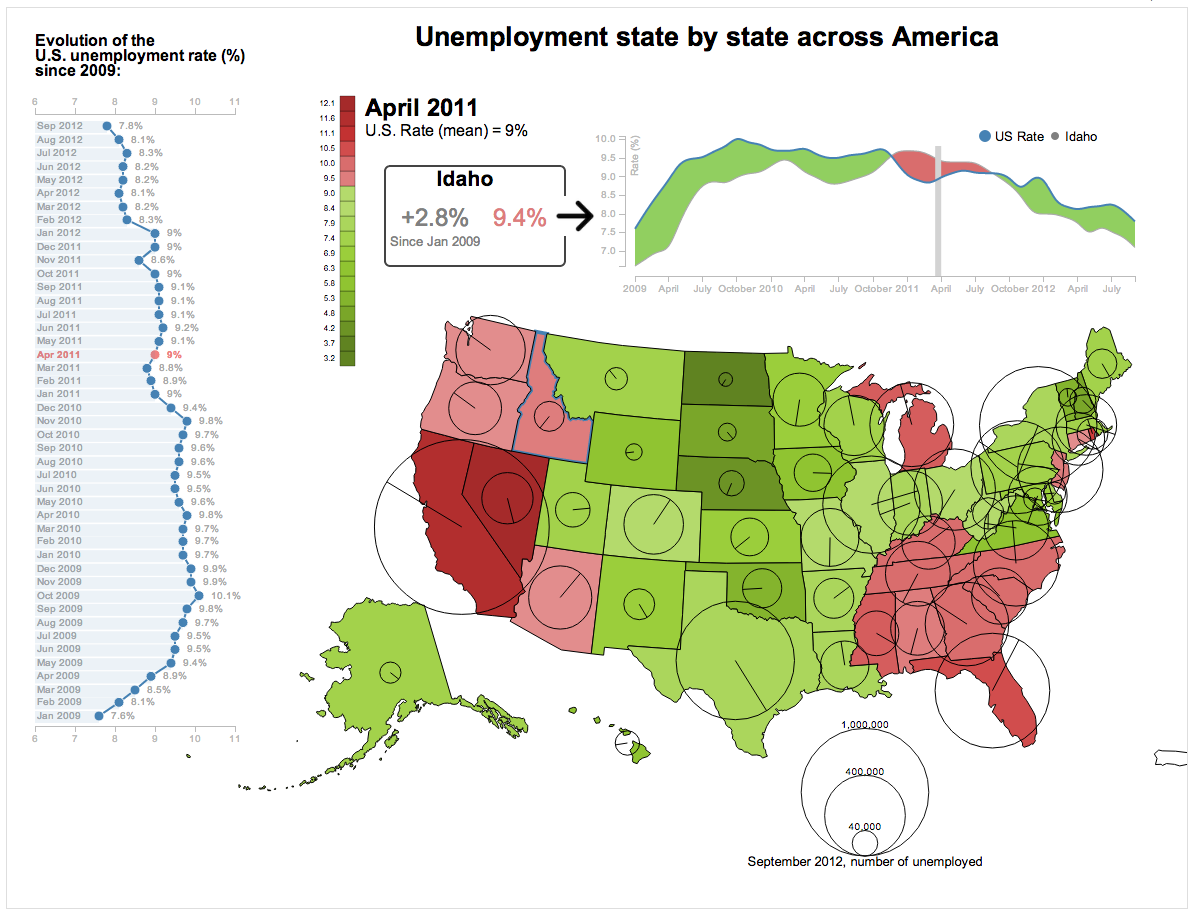 Unemployment state by state across America
Evolution of the
U.S. unemployment rate (%)
since 2009:
6 7 8 9 10 11
Sep 2012 7.8%
Aug 2012 8.1%
Jul 2012 8.3%
Jun 2012 8.2%
May 2012 8.2%
Apr 2012 8.1%
Mar 2012 8.2%
Feb 2012 8.3%
Jan 2012 9%
Dec 2011 9%
Nov 2011 8.6%
Oct 2011 9%
Sep 2011 9.1%
Aug 2011 9.1%
Jul 2011 9.1%
Jun 2011 9.2%
May 2011 9.1%
Apr 2011 9%
Mar 2011 8.8%
Feb 2011 8.9%
Jan 2011 9%
Dec 2010 9.4%
Nov 2010 9.8%
Oct 2010 9.7%
Sep 2010 9.6%
Aug 2010 9.6%
Jul 2010 9.5%
Jun 2010 9.5%
May 2010 9.6%
Apr 2010 9.8%
Mar 2010 9.7%
Feb 2010 9.7%
Jan 2010 9.7%
Dec 2009 9.9%
Nov 2009 9.9%
Oct 2009 10.1%
Sep 2009 9.8%
Aug 2009 9.7%
Jul 2009 9.5%
Jun 2009 9.5%
May 2009 9.4%
Apr 2009 8.9%
Mar 2009 8.5%
Feb 2009 8.1%
Jan 2009 7.6%
6 7 8 9 10 11
12.1
11.6
11.1
10.5
10.0
9.5
9.0
8.4
7.9
7.4
6.9
6.3
5.8
5.3
4.8
4.2
3.7
3.2
April 2011
U.S. Rate (mean) = 9%
Idaho
+2.8% 9.4%
Since Jan 2009
US Rate Idaho
Rate (%)
10.0
9.5
9.0
8.5
8.0
7.5
7.0
2009 April July October 2010 April July October 2011 April July October 2012 April July
1,000,000
400,000
40,000
September 2012, number of unemployed